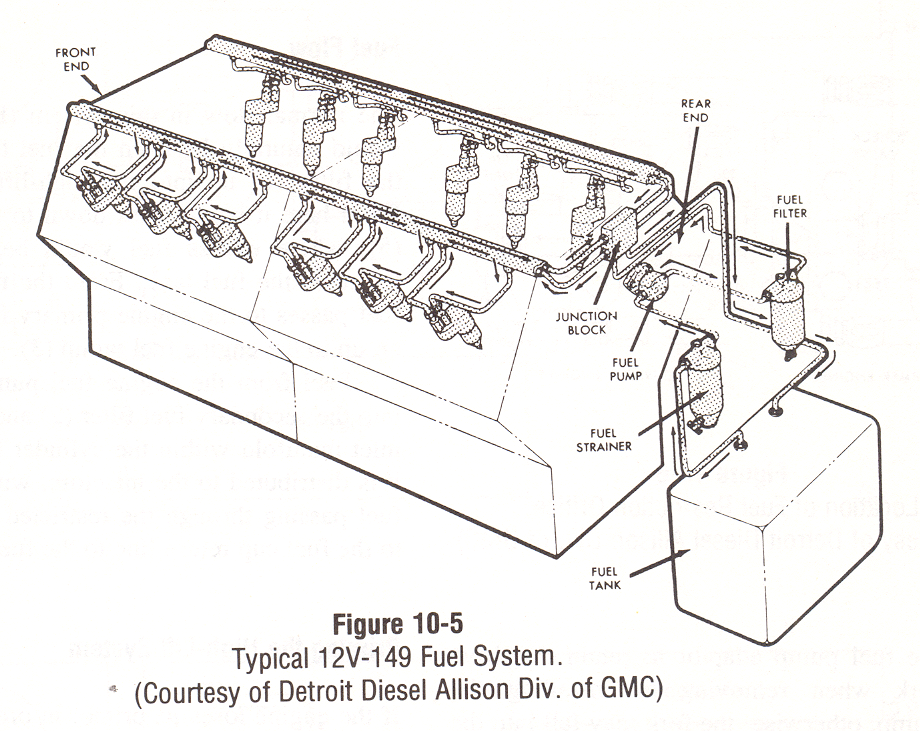 FRONT
END
REAR
END
FUEL
FILTER
JUNCTION
BLOCK
FUEL
PUMP
FUEL
STRAINER
FUEL
TANK
Figure 10-5
Typical 12V-149 Fuel System.
(Courtesy of Detroit Diesel Allison Div. of GMC)